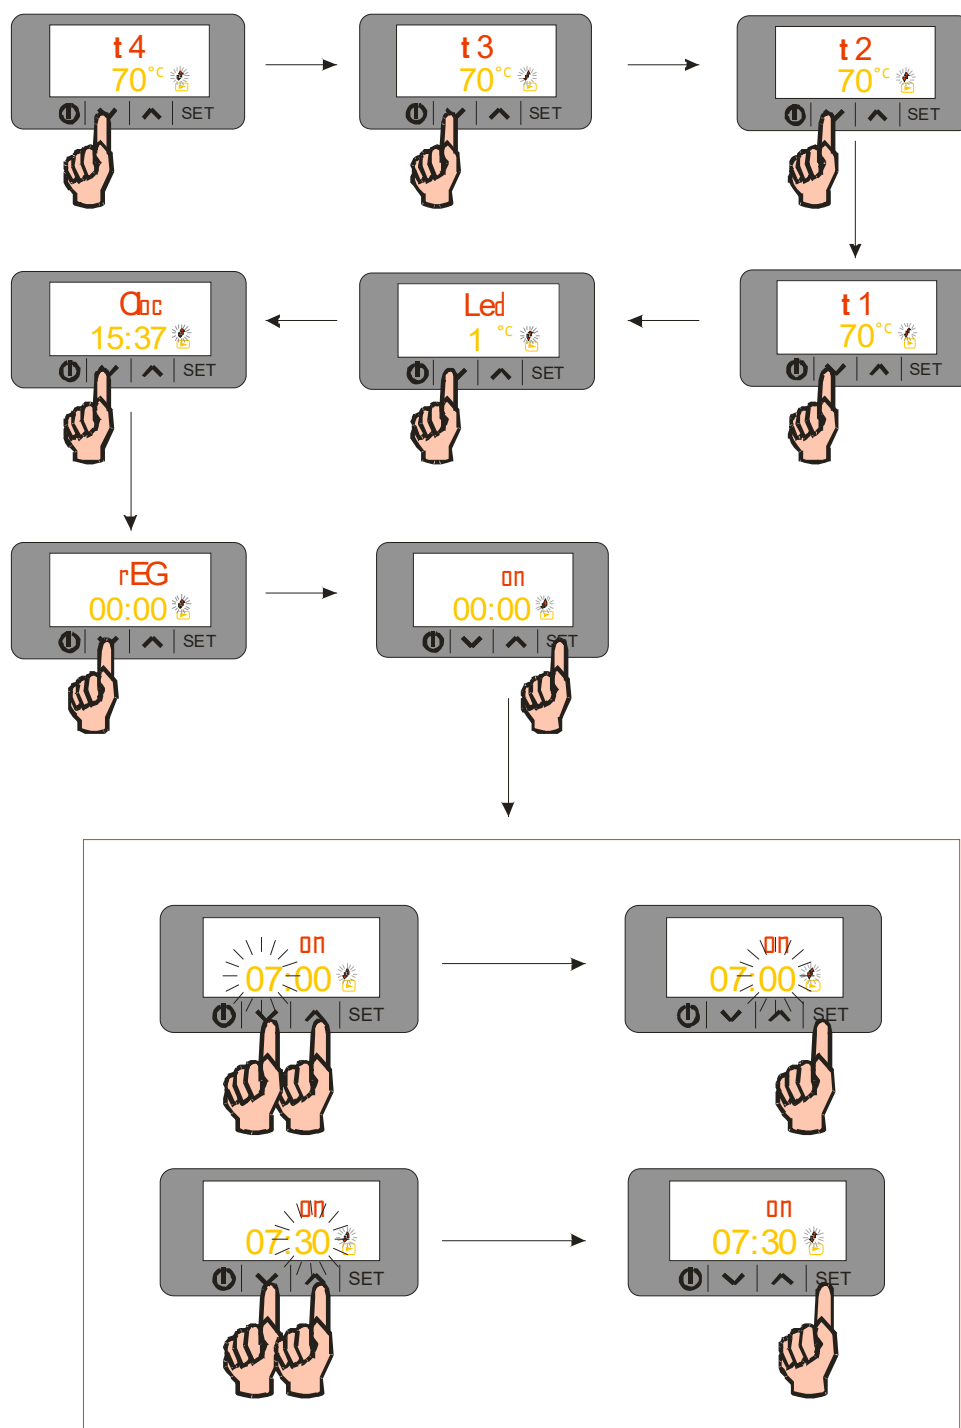 t 4
70°C
SET
t 3
70°C
SET
t 2
70°C
SET
Cloc
15:37
SET
Led
1 °C
SET
t 1
70°C
SET
rEG
00:00
SET
on
00:00
SET
on
07:00
SET
on
07:00
SET
on
07:30
SET
on
07:30
SET